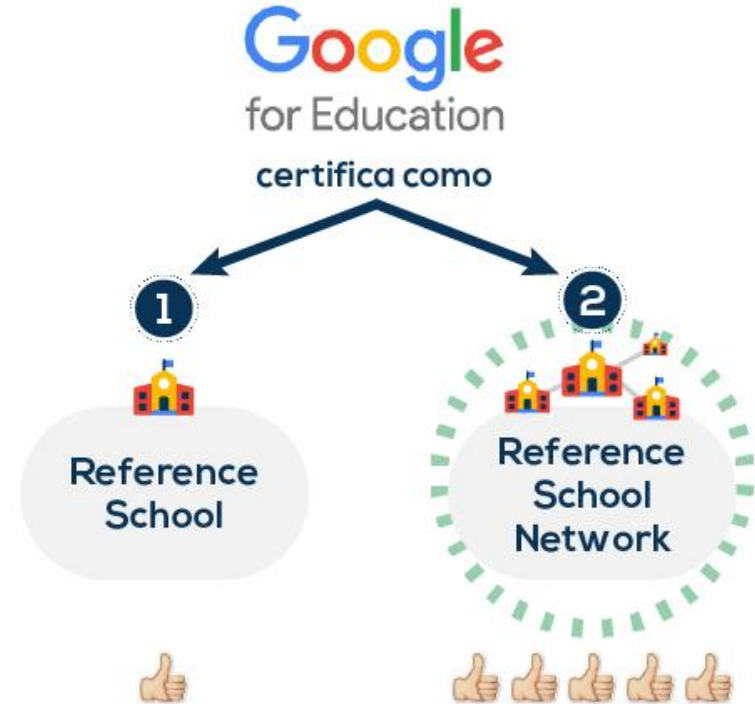 Google
for Education
certifica como
1
2
Reference
School
Reference
School
Network